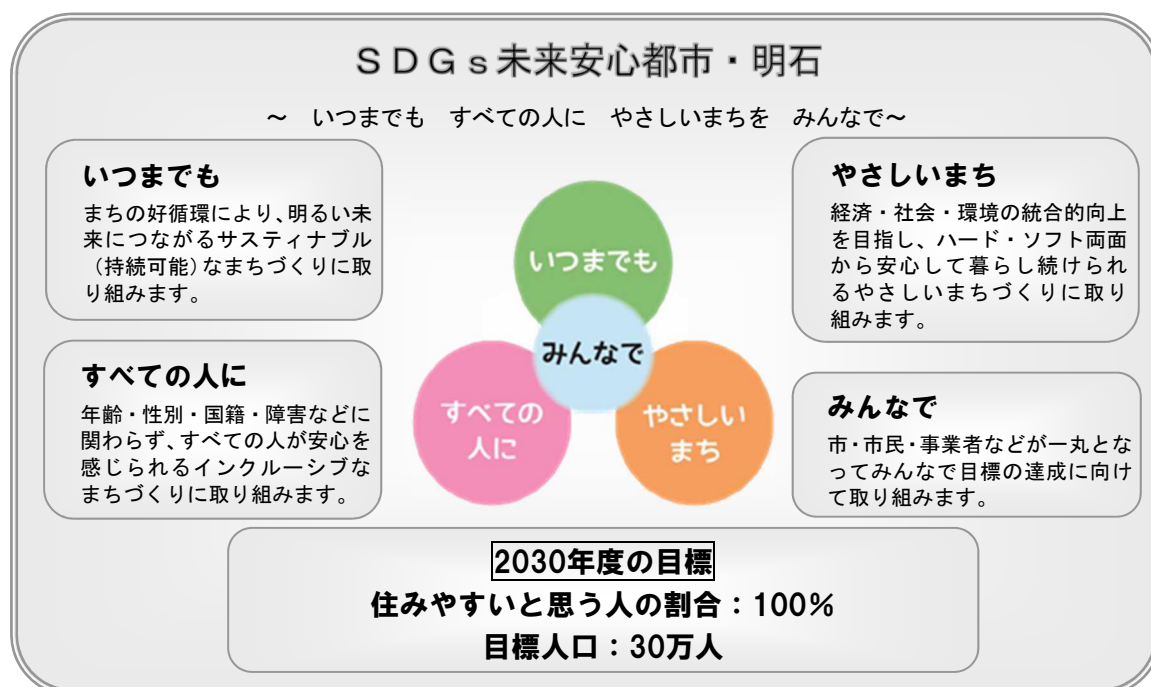 SDGs未来安心都市・明石
～ いつまでも すべての人に やさしいまちを みんなで～
いつまでも
まちの好循環により、明るい未
来につながるサスティナブル
（持続可能）なまちづくりに取
り組みます。
すべての人に
年齢・性別・国籍・障害などに
関わらず、すべての人が安心を
感じられるインクルーシブな
まちづくりに取り組みます。
いつまでも
みんなで
すべての
人に
やさしい
まち
やさしいまち
経済・社会・環境の統合的向上
を目指し、ハード・ソフト両面
から安心して暮らし続けられ
るやさしいまちづくりに取り
組みます。
みんなで
市・市民・事業者などが一丸とな
ってみんなで目標の達成に向け
て取り組みます。
2030年度の目標
住みやすいと思う人の割合：100％
目標人口：30万人